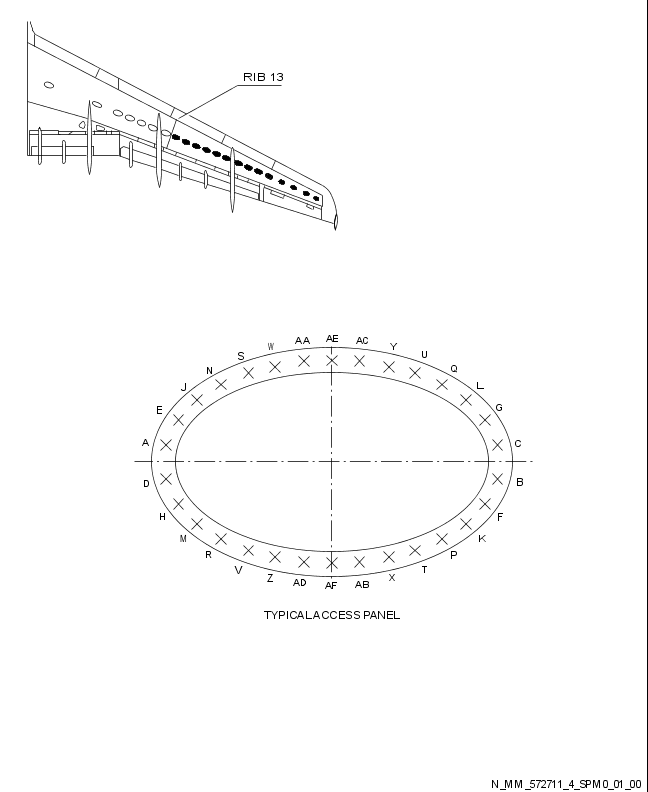 RIB 13
AE
AA
AC
W
Y
S
U
N
Q
J
L
E
G
A
C
D
B
H
F
M
K
R
P
V
T
Z
X
AD
AB
AF
TYPICAL ACCESS PANEL
N_MM_572711_4_SPM0_01_00